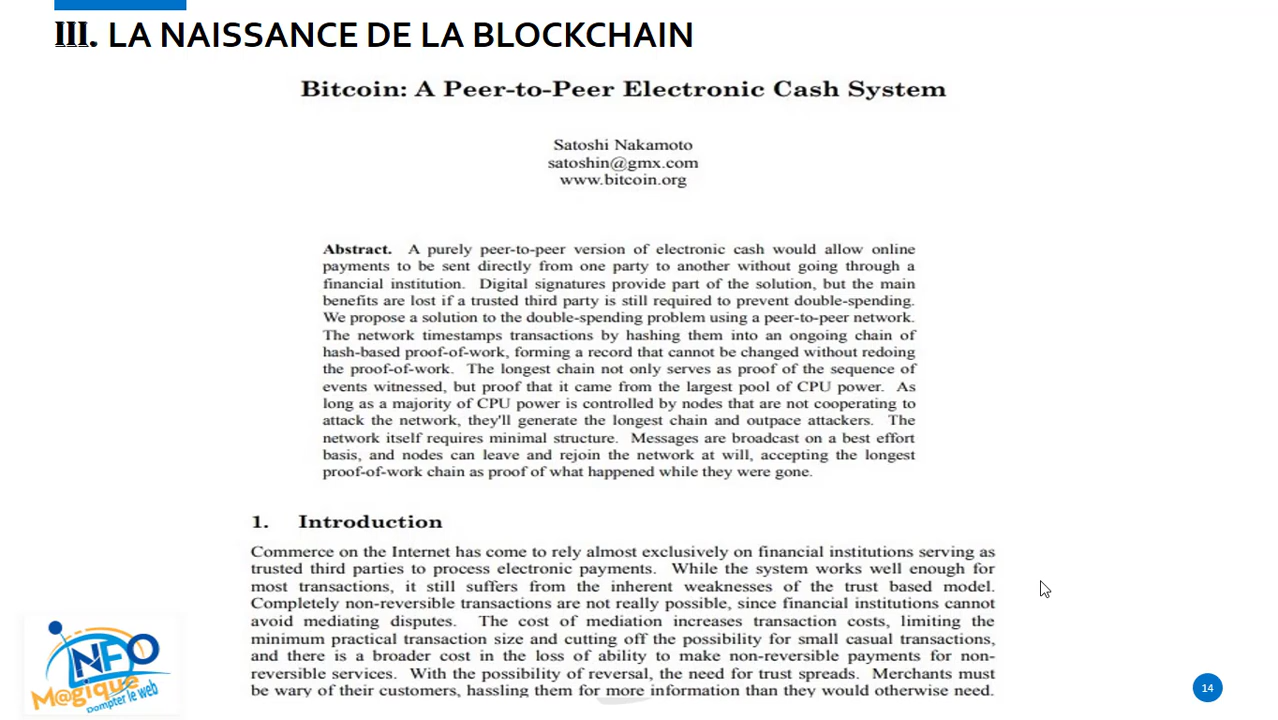 III. LA NAISSANCE DE LA BLOCKCHAIN
Bitcoin: A Peer-to-Peer Electronic Cash System
Satoshi Nakamoto
satoshin@gmx.com
www.bitcoin.org
Abstract. A purely peer-to-peer version of electronic cash would allow online
payments to be sent directly from one party to another without going through a
financial institution. Digital signatures provide part of the solution, but the main
benefits are lost if a trusted third party is still required to prevent double-spending.
We propose a solution to the double-spending problem using a peer-to-peer network.
The network timestamps transactions by hashing them into an ongoing chain of
hash-based proof-of-work, forming a record that cannot be changed without redoing
the proof-of-work. The longest chain not only serves as proof of the sequence of
events witnessed, but proof that it came from the largest pool of CPU power. As
long as a majority of CPU power is controlled by nodes that are not cooperating to
attack the network, they'll generate the longest chain and outpace attackers. The
network itself requires minimal structure. Messages are broadcast on a best effort
basis, and nodes can leave and rejoin the network at will, accepting the longest
proof-of-work chain as proof of what happened while they were gone.
1. Introduction
Commerce on the Internet has come to rely almost exclusively on financial institutions serving as
trusted third parties to process electronic payments. While the system works well enough for
most transactions, it still suffers from the inherent weaknesses of the trust based model.
Completely non-reversible transactions are not really possible, since financial institutions cannot
avoid mediating disputes. The cost of mediation increases transaction costs, limiting the
minimum practical transaction size and cutting off the possibility for small casual transactions,
and there is a broader cost in the loss of ability to make non-reversible payments for non-
reversible services. With the possibility of reversal, the need for trust spreads. Merchants must
be wary of their customers, hassling them for more information than they would otherwise need.
INFO
M@gique
Dompter le web
14